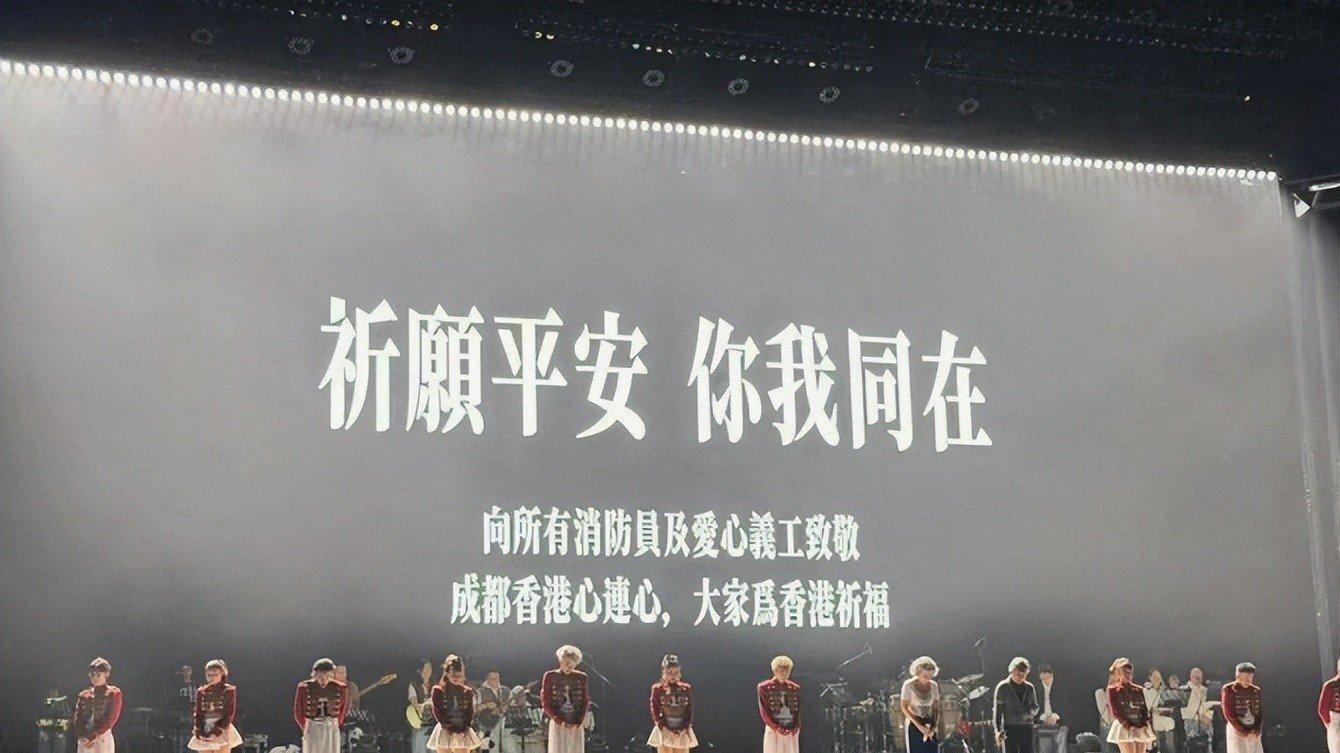 祈願平安 你我同在
向所有消防員及愛心義工致敬
成都香港心連心，大家爲香港祈福